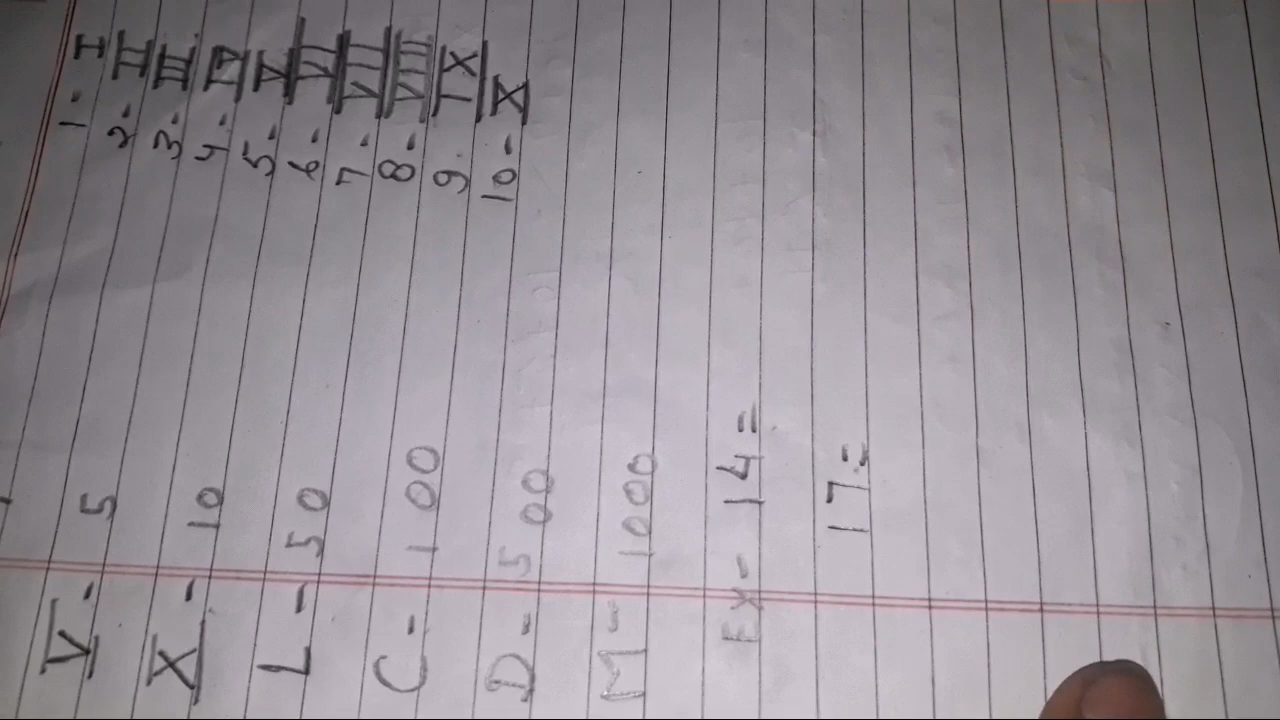 V - 5
X - 10
L - 50
C - 100
D - 500
M - 1000
Ex - 14 =
17 =
1 - I
2 - II
3 - III
4 - IV
5 - V
6 - VI
7 - VII
8 - VIII
9. IX
10 - X